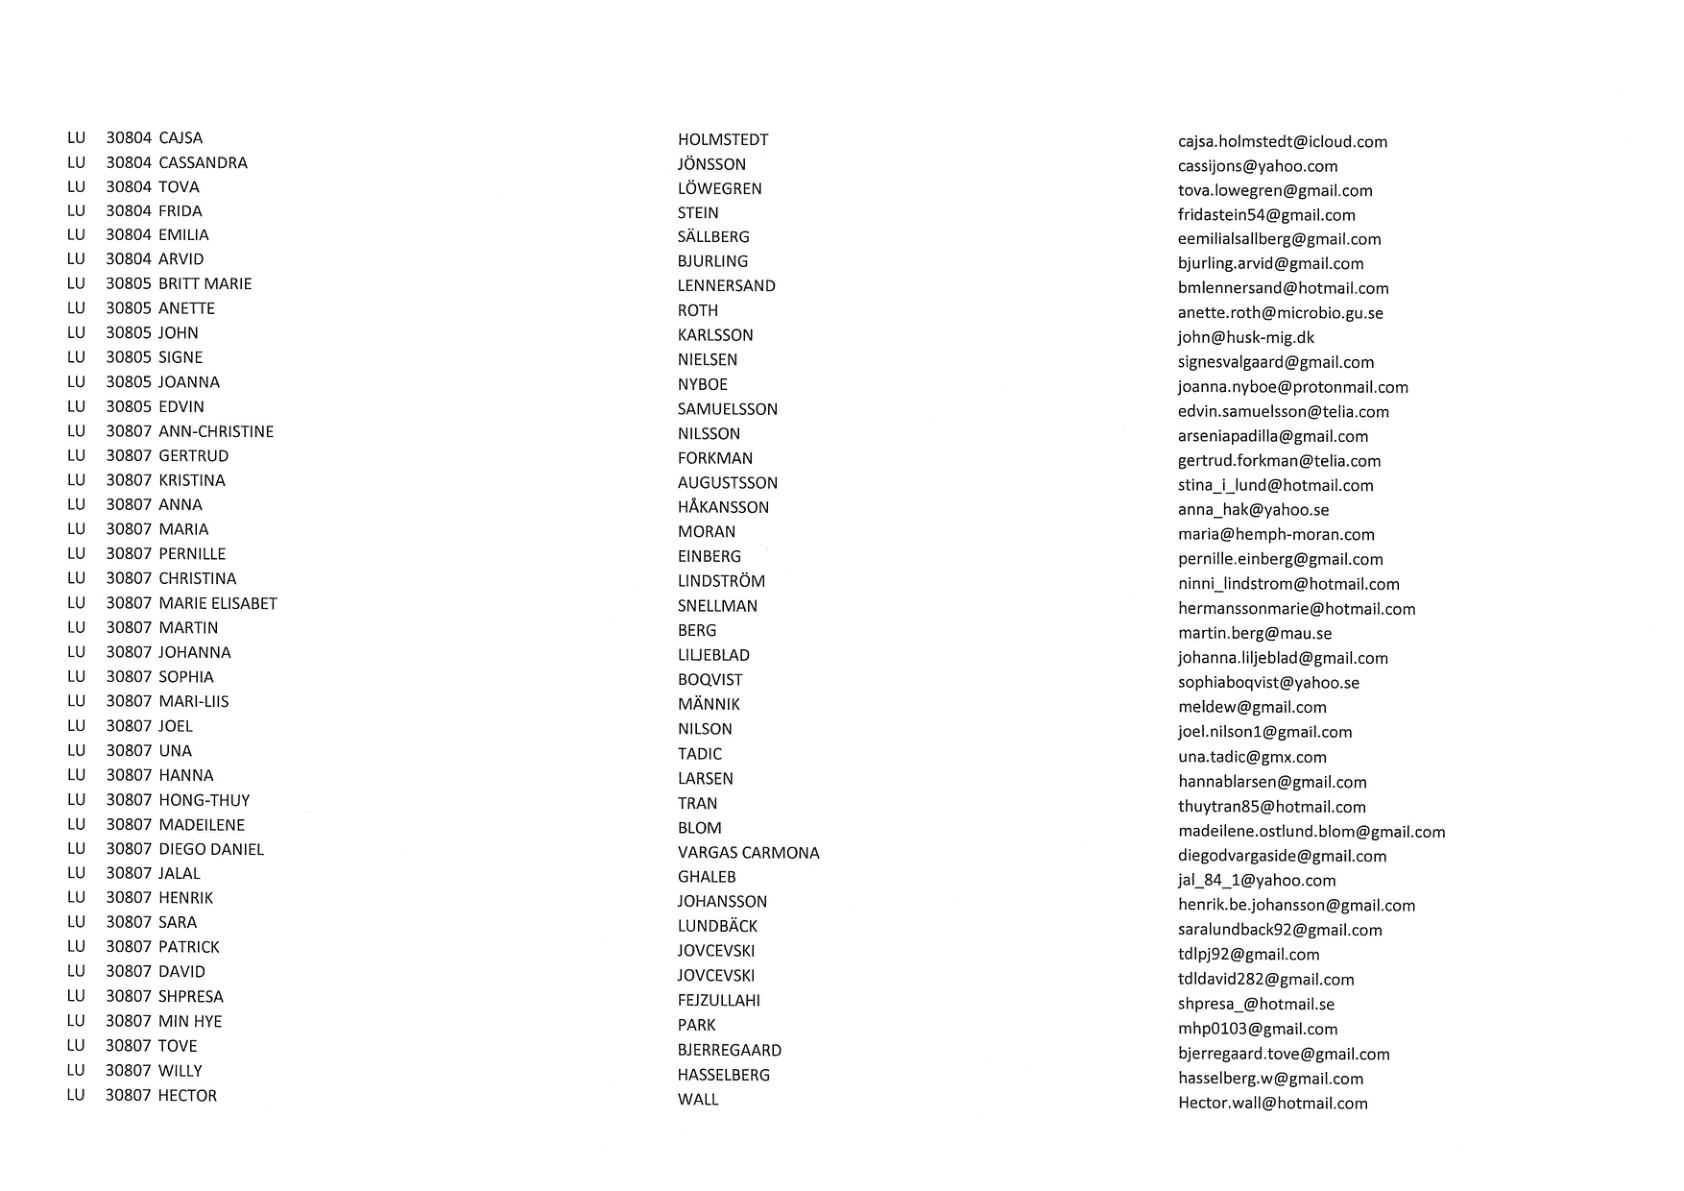 LU 30804 CAJSA HOLMSTEDT cajsa.holmstedt@icloud.com
LU 30804 CASSANDRA JÖNSSON cassijons@yahoo.com
LU 30804 TOVA LÖWEGREN tova.lowegren@gmail.com
LU 30804 FRIDA STEIN fridastein54@gmail.com
LU 30804 EMILIA SÄLLBERG eemilialsallberg@gmail.com
LU 30804 ARVID BJURLING bjurling.arvid@gmail.com
LU 30805 BRITT MARIE LENNERSAND bmlennersand@hotmail.com
LU 30805 ANETTE ROTH anette.roth@microbio.gu.se
LU 30805 JOHN KARLSSON john@husk-mig.dk
LU 30805 SIGNE NIELSEN signesvalgaard@gmail.com
LU 30805 JOANNA NYBOE joanna.nyboe@protonmail.com
LU 30805 EDVIN SAMUELSSON edvin.samuelsson@telia.com
LU 30807 ANN-CHRISTINE NILSSON arseniapadilla@gmail.com
LU 30807 GERTRUD FORKMAN gertrud.forkman@telia.com
LU 30807 KRISTINA AUGUSTSSON stina_i_lund@hotmail.com
LU 30807 ANNA HÅKANSSON anna_hak@yahoo.se
LU 30807 MARIA MORAN maria@hemph-moran.com
LU 30807 PERNILLE EINBERG pernille.einberg@gmail.com
LU 30807 CHRISTINA LINDSTRÖM ninni_lindstrom@hotmail.com
LU 30807 MARIE ELISABET SNELLMAN hermanssonmarie@hotmail.com
LU 30807 MARTIN BERG martin.berg@mau.se
LU 30807 JOHANNA LILJEBLAD johanna.liljeblad@gmail.com
LU 30807 SOPHIA BOQVIST sophiaboqvist@yahoo.se
LU 30807 MARI-LIIS MÄNNIK meldew@gmail.com
LU 30807 JOEL NILSON joel.nilson1@gmail.com
LU 30807 UNA TADIC una.tadic@gmx.com
LU 30807 HANNA LARSEN hannablarsen@gmail.com
LU 30807 HONG-THUY TRAN thuytran85@hotmail.com
LU 30807 MADEILENE BLOM madeilene.ostlund.blom@gmail.com
LU 30807 DIEGO DANIEL VARGAS CARMONA diegodvargaside@gmail.com
LU 30807 JALAL GHALEB jal_84_1@yahoo.com
LU 30807 HENRIK JOHANSSON henrik.be.johansson@gmail.com
LU 30807 SARA LUNDBÄCK saralundback92@gmail.com
LU 30807 PATRICK JOVCEVSKI tdlpj92@gmail.com
LU 30807 DAVID JOVCEVSKI tdldavid282@gmail.com
LU 30807 SHPRESA FEJZULLAHI shpresa_@hotmail.se
LU 30807 MIN HYE PARK mhp0103@gmail.com
LU 30807 TOVE BJERREGAARD bjerregaard.tove@gmail.com
LU 30807 WILLY HASSELBERG hasselberg.w@gmail.com
LU 30807 HECTOR WALL Hector.wall@hotmail.com